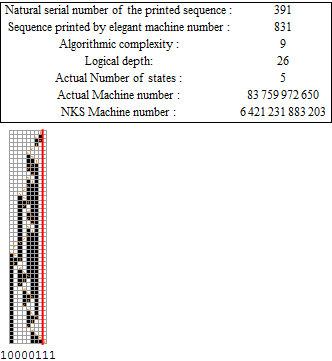 Natural serial number of the printed sequence : 391
Sequence printed by elegant machine number : 831
Algorithmic complexity : 9
Logical depth: 26
Actual Number of states : 5
Actual Machine number : 83 759 972 650
NKS Machine number : 6 421 231 883 203
10000111